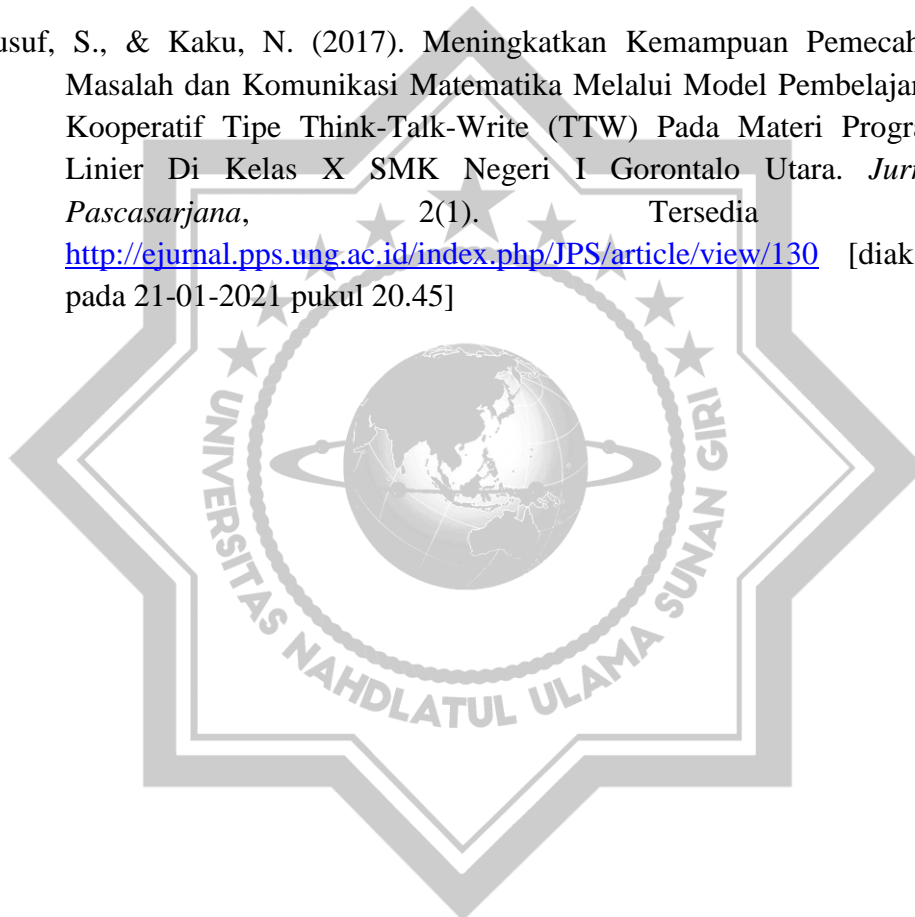 usuf, S., & Kaku, N. (2017). Meningkatkan Kemampuan Pemecah
Masalah dan Komunikasi Matematika Melalui Model Pembelajar
Kooperatif Tipe Think-Talk-Write (TTW) Pada Materi Progra
Linier Di Kelas X SMK Negeri I Gorontalo Utara. Jur
Pascasarjana, 2(1). Tersedia
http://ejurnal.pps.ung.ac.id/index.php/JPS/article/view/130 [diak
pada 21-01-2021 pukul 20.45]
UNIVERSITAS NAHDLATUL ULAMA SUNAN GIRI